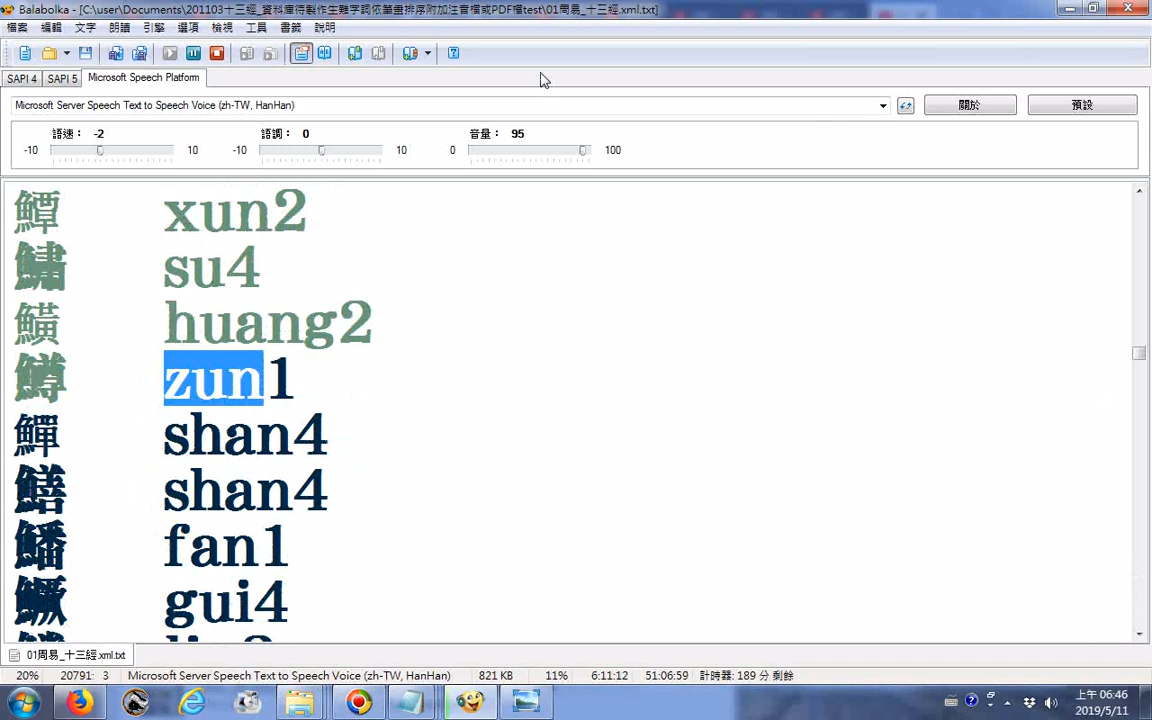 Balabolka - [C:\user\Documents\201103十三經_資料庫待製作生難字詞依筆畫排序附加注音檔或PDF檔test\01周易_十三經.xml.txt]
檔案 編輯 文字 朗讀 引擎 選項 檢視 工具 書籤 說明
SAPI 4 SAPI 5 Microsoft Speech Platform
Microsoft Server Speech Text to Speech Voice (zh-TW, HanHan) 關於 預設
語速： -2 語調： 0 音量： 95
-10 10 -10 10 0 100
鱏 xun2
鱐 su4
鱑 huang2
鱒 zun1
鱓 shan4
鱔 shan4
鱕 fan1
鱖 gui4
01周易_十三經.xml.txt
20% 20791: 3 Microsoft Server Speech Text to Speech Voice (zh-TW, HanHan) 821 KB 11% 6:11:12 51:06:59 計時器: 189 分 剩餘
上午 06:46
2019/5/11